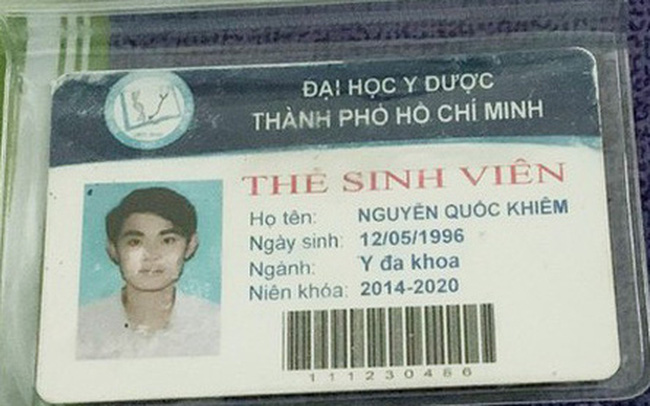 ĐẠI HỌC Y DƯỢC
THÀNH PHỐ HỒ CHÍ MINH
THẺ SINH VIÊN
Họ tên: NGUYỄN QUỐC KHIÊM
Ngày sinh: 12/05/1996
Ngành: Y đa khoa
Niên khóa: 2014-2020
111230486